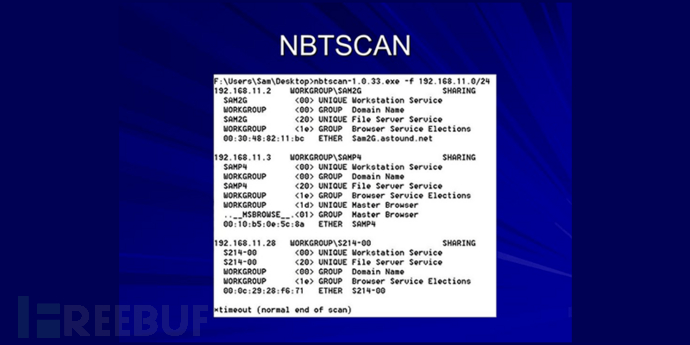 NBTSCAN
F:\Users\Sam\Desktop>nbtscan-1.0.33.exe -f 192.168.11.0/24
192.168.11.2 WORKGROUP\SAM2G SHARING
SAM2G <00> UNIQUE Workstation Service
WORKGROUP <00> GROUP Domain Name
SAM2G <20> UNIQUE File Server Service
WORKGROUP <1e> GROUP Browser Service Elections
00:30:48:82:11:bc ETHER Sam2G.astound.net
192.168.11.3 WORKGROUP\SAMP4 SHARING
SAMP4 <00> UNIQUE Workstation Service
WORKGROUP <00> GROUP Domain Name
SAMP4 <20> UNIQUE File Server Service
WORKGROUP <1e> GROUP Browser Service Elections
WORKGROUP <1d> UNIQUE Master Browser
..__MSBROWSE__.<01> GROUP Master Browser
00:10:b5:0e:5c:8a ETHER SAMP4
192.168.11.28 WORKGROUP\S214-00 SHARING
S214-00 <00> UNIQUE Workstation Service
S214-00 <20> UNIQUE File Server Service
WORKGROUP <00> GROUP Domain Name
WORKGROUP <1e> GROUP Browser Service Elections
00:0c:29:28:f6:71 ETHER S214-00
*timeout (normal end of scan)
FREEBUF